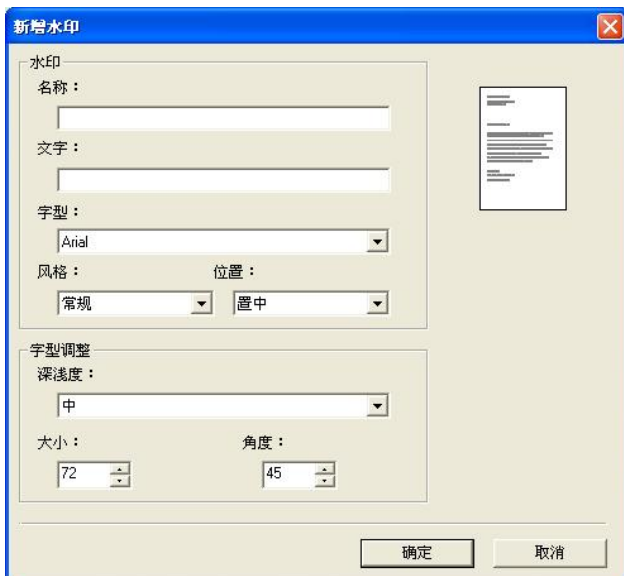 新增水印
水印
名称：
文字：
字型：
Arial
风格： 位置：
常规 置中
字型调整
深浅度：
中
大小： 角度：
72 45
确定 取消